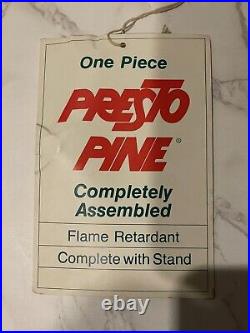 One Piece
PRESTO
PINE®
Completely
Assembled
Flame Retardant
Complete with Stand